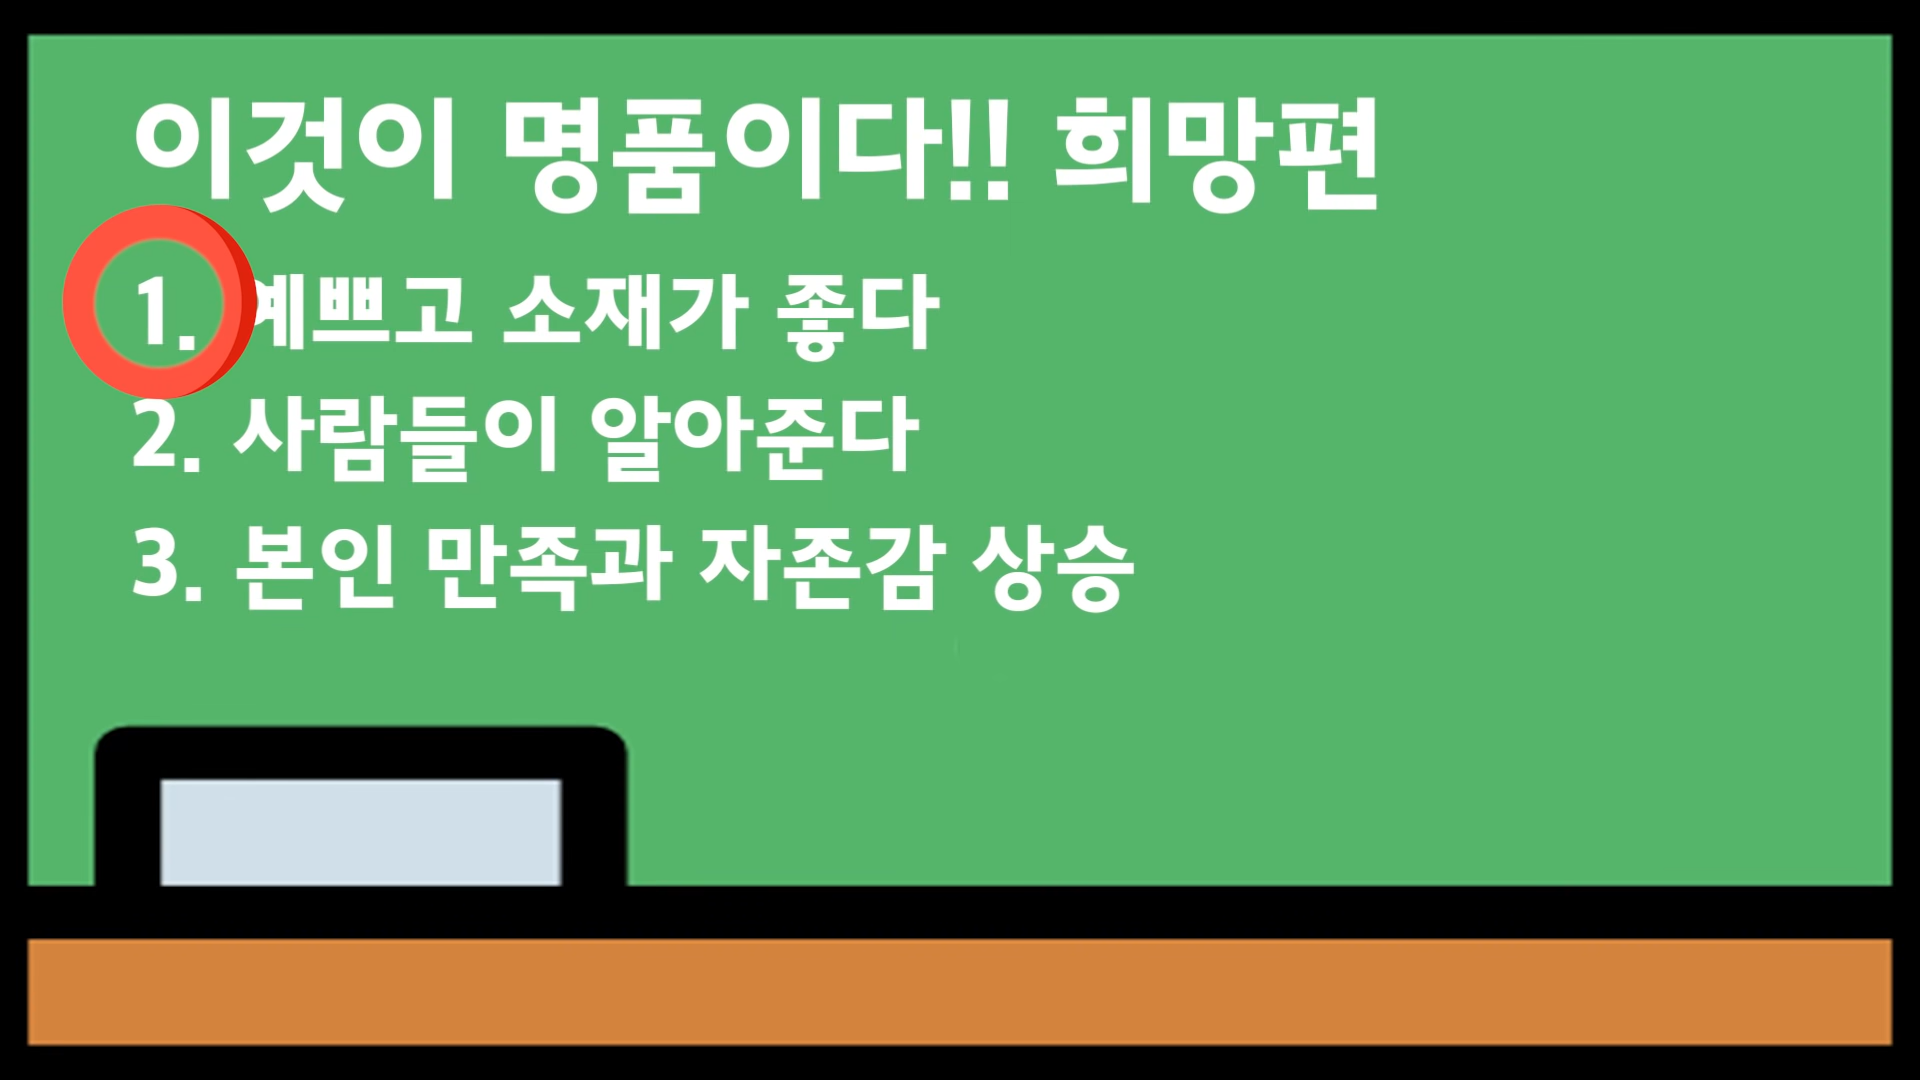 이것이 명품이다!! 희망편
1. 예쁘고 소재가 좋다
2. 사람들이 알아준다
3. 본인 만족과 자존감 상승